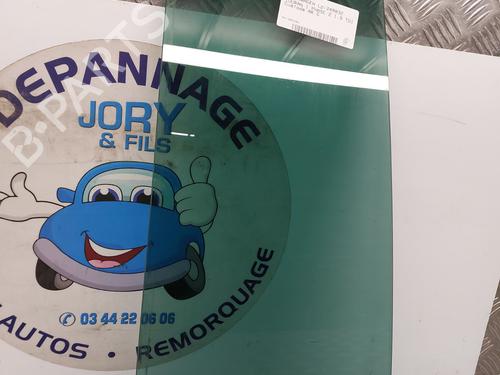 DEPANNAGE
JORY
& FILS
B-PARTS
03 44 22 06 06
AUTOS • REMORQUAGE